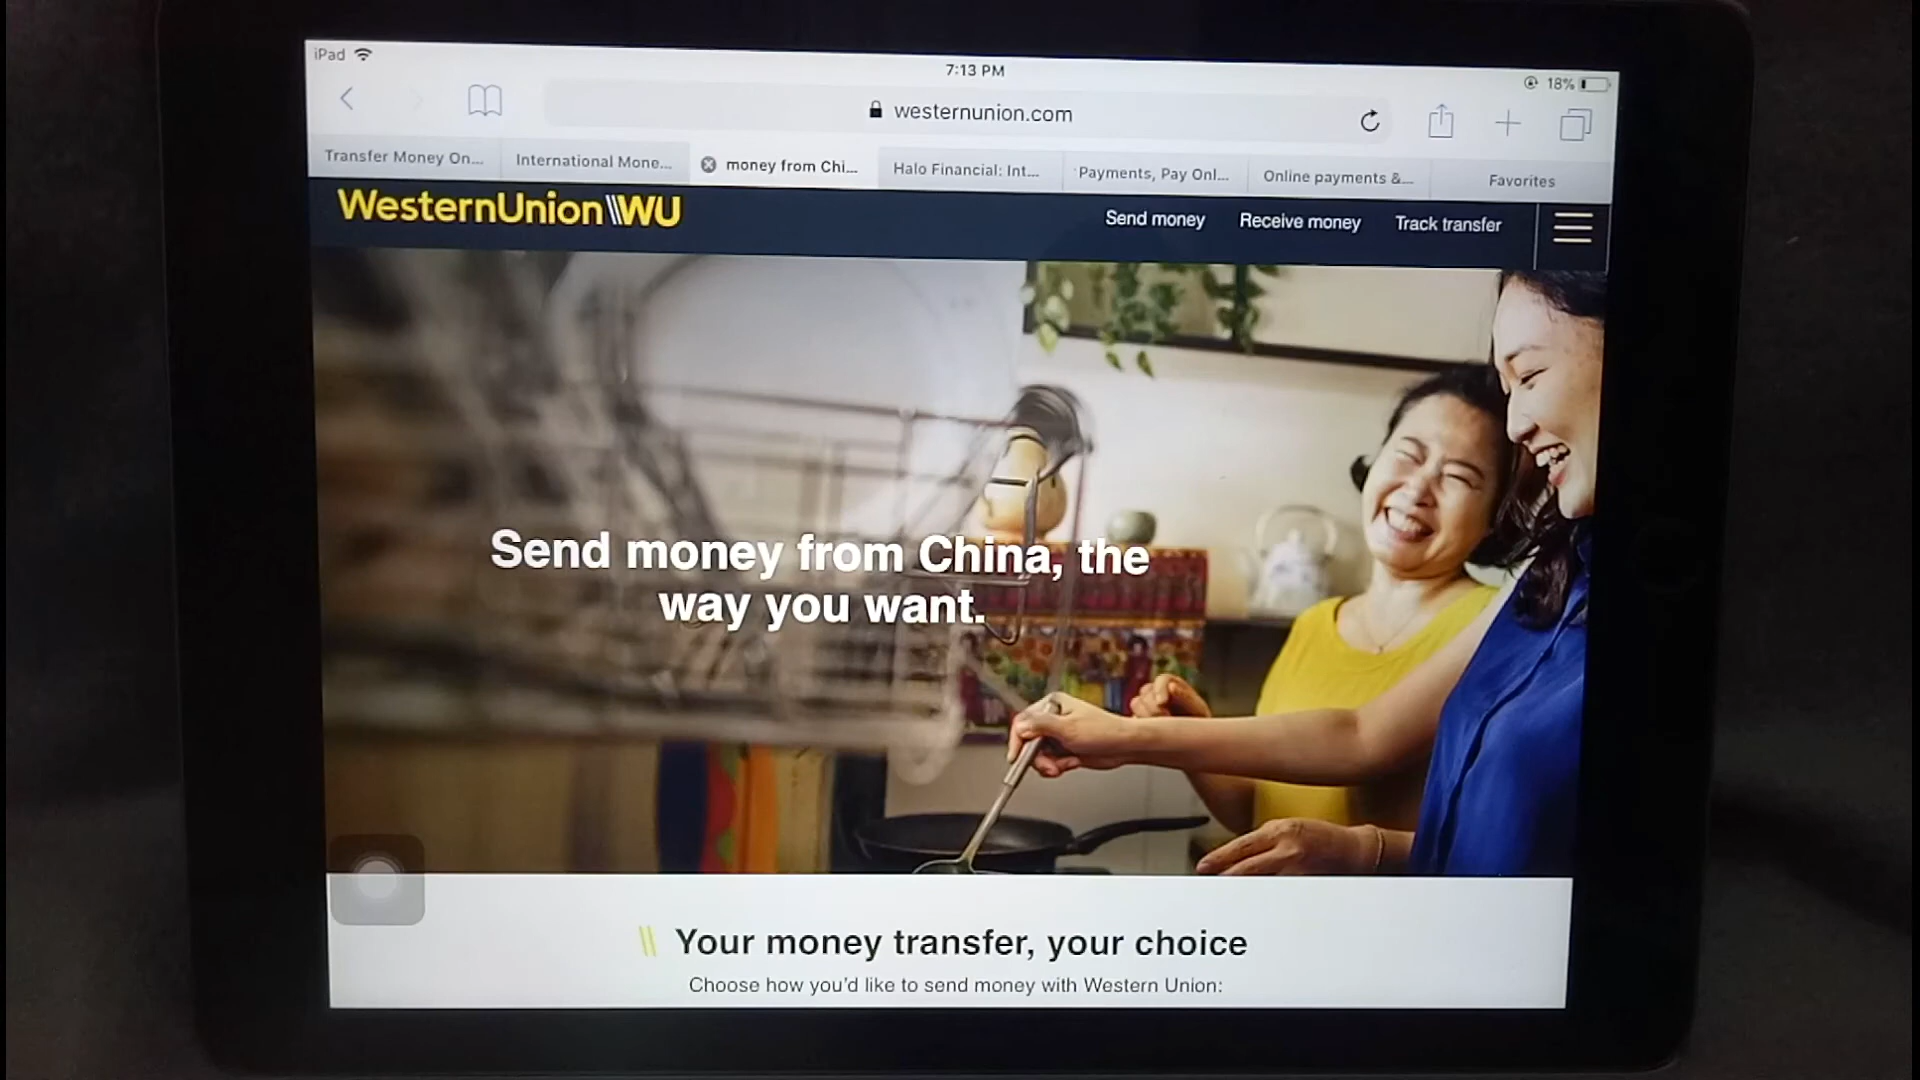 iPad
7:13 PM
18%
westernunion.com
Transfer Money On...
International Mone...
money from Chi...
Halo Financial: Int...
Payments, Pay Onl...
Online payments &...
Favorites
WesternUnion\\WU
Send money
Receive money
Track transfer
Send money from China, the
way you want.
\\ Your money transfer, your choice
Choose how you'd like to send money with Western Union: